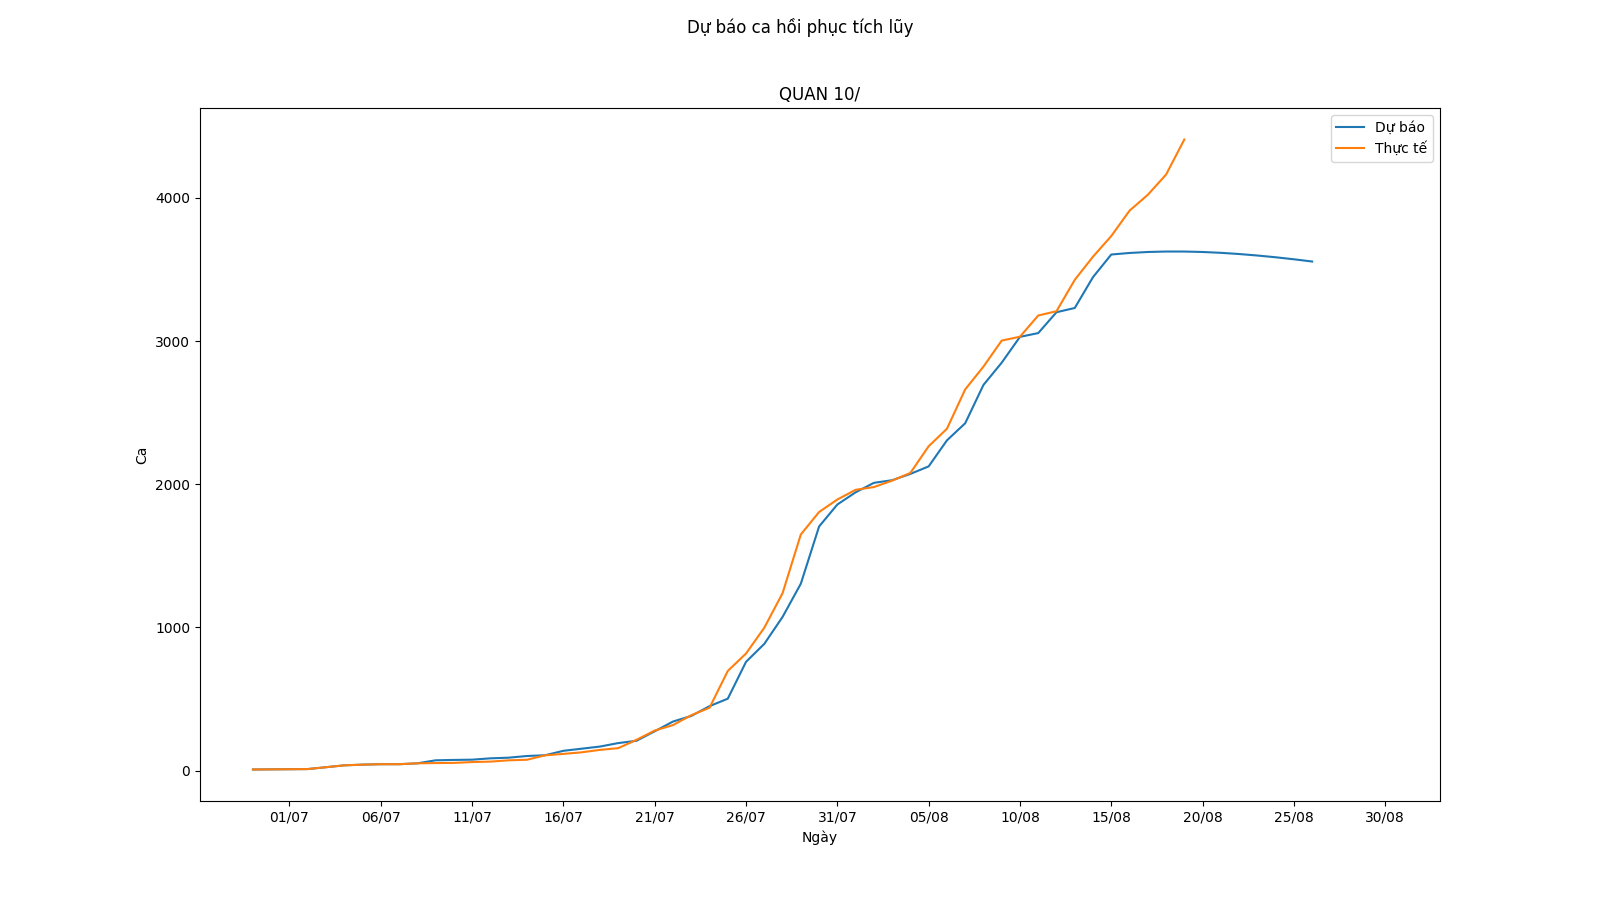 Dự báo ca hồi phục tích lũy
QUAN 10/
Dự báo
Thực tế
Ca
4000
3000
2000
1000
0
01/07 06/07 11/07 16/07 21/07 26/07 31/07 05/08 10/08 15/08 20/08 25/08 30/08
Ngày